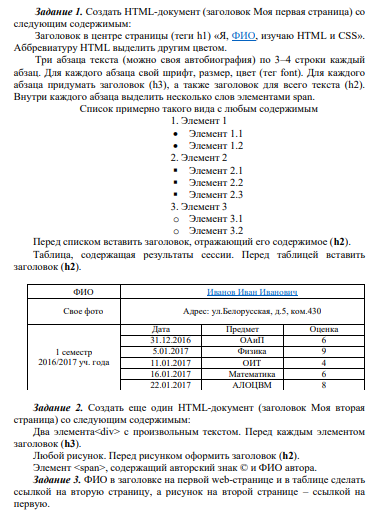 Задание 1. Создать HTML-документ (заголовок Моя первая страница) со
следующим содержимым:
Заголовок в центре страницы (теги h1) «Я, ФИО, изучаю HTML и CSS».
Аббревиатуру HTML выделить другим цветом.
Три абзаца текста (можно своя автобиография) по 3–4 строки каждый
абзац. Для каждого абзаца свой шрифт, размер, цвет (тег font). Для каждого
абзаца придумать заголовок (h3), а также заголовок для всего текста (h2).
Внутри каждого абзаца выделить несколько слов элементами span.
Список примерно такого вида с любым содержимым
1. Элемент 1
• Элемент 1.1
• Элемент 1.2
2. Элемент 2
▪ Элемент 2.1
▪ Элемент 2.2
▪ Элемент 2.3
3. Элемент 3
o Элемент 3.1
o Элемент 3.2
Перед списком вставить заголовок, отражающий его содержимое (h2).
Таблица, содержащая результаты сессии. Перед таблицей вставить
заголовок (h2).
ФИО Иванов Иван Иванович
Свое фото Адрес: ул.Белорусская, д.5, ком.430
1 семестр
2016/2017 уч. года
Дата Предмет Оценка
31.12.2016 ОАиП 6
5.01.2017 Физика 9
11.01.2017 ОИТ 4
16.01.2017 Математика 6
22.01.2017 АЛОЦВМ 8
Задание 2. Создать еще один HTML-документ (заголовок Моя вторая
страница) со следующим содержимым:
Два элемента<div> с произвольным текстом. Перед каждым элементом
заголовок (h3).
Любой рисунок. Перед рисунком оформить заголовок (h2).
Элемент <span>, содержащий авторский знак © и ФИО автора.
Задание 3. ФИО в заголовке на первой web-странице и в таблице сделать
ссылкой на вторую страницу, а рисунок на второй странице – ссылкой на
первую.